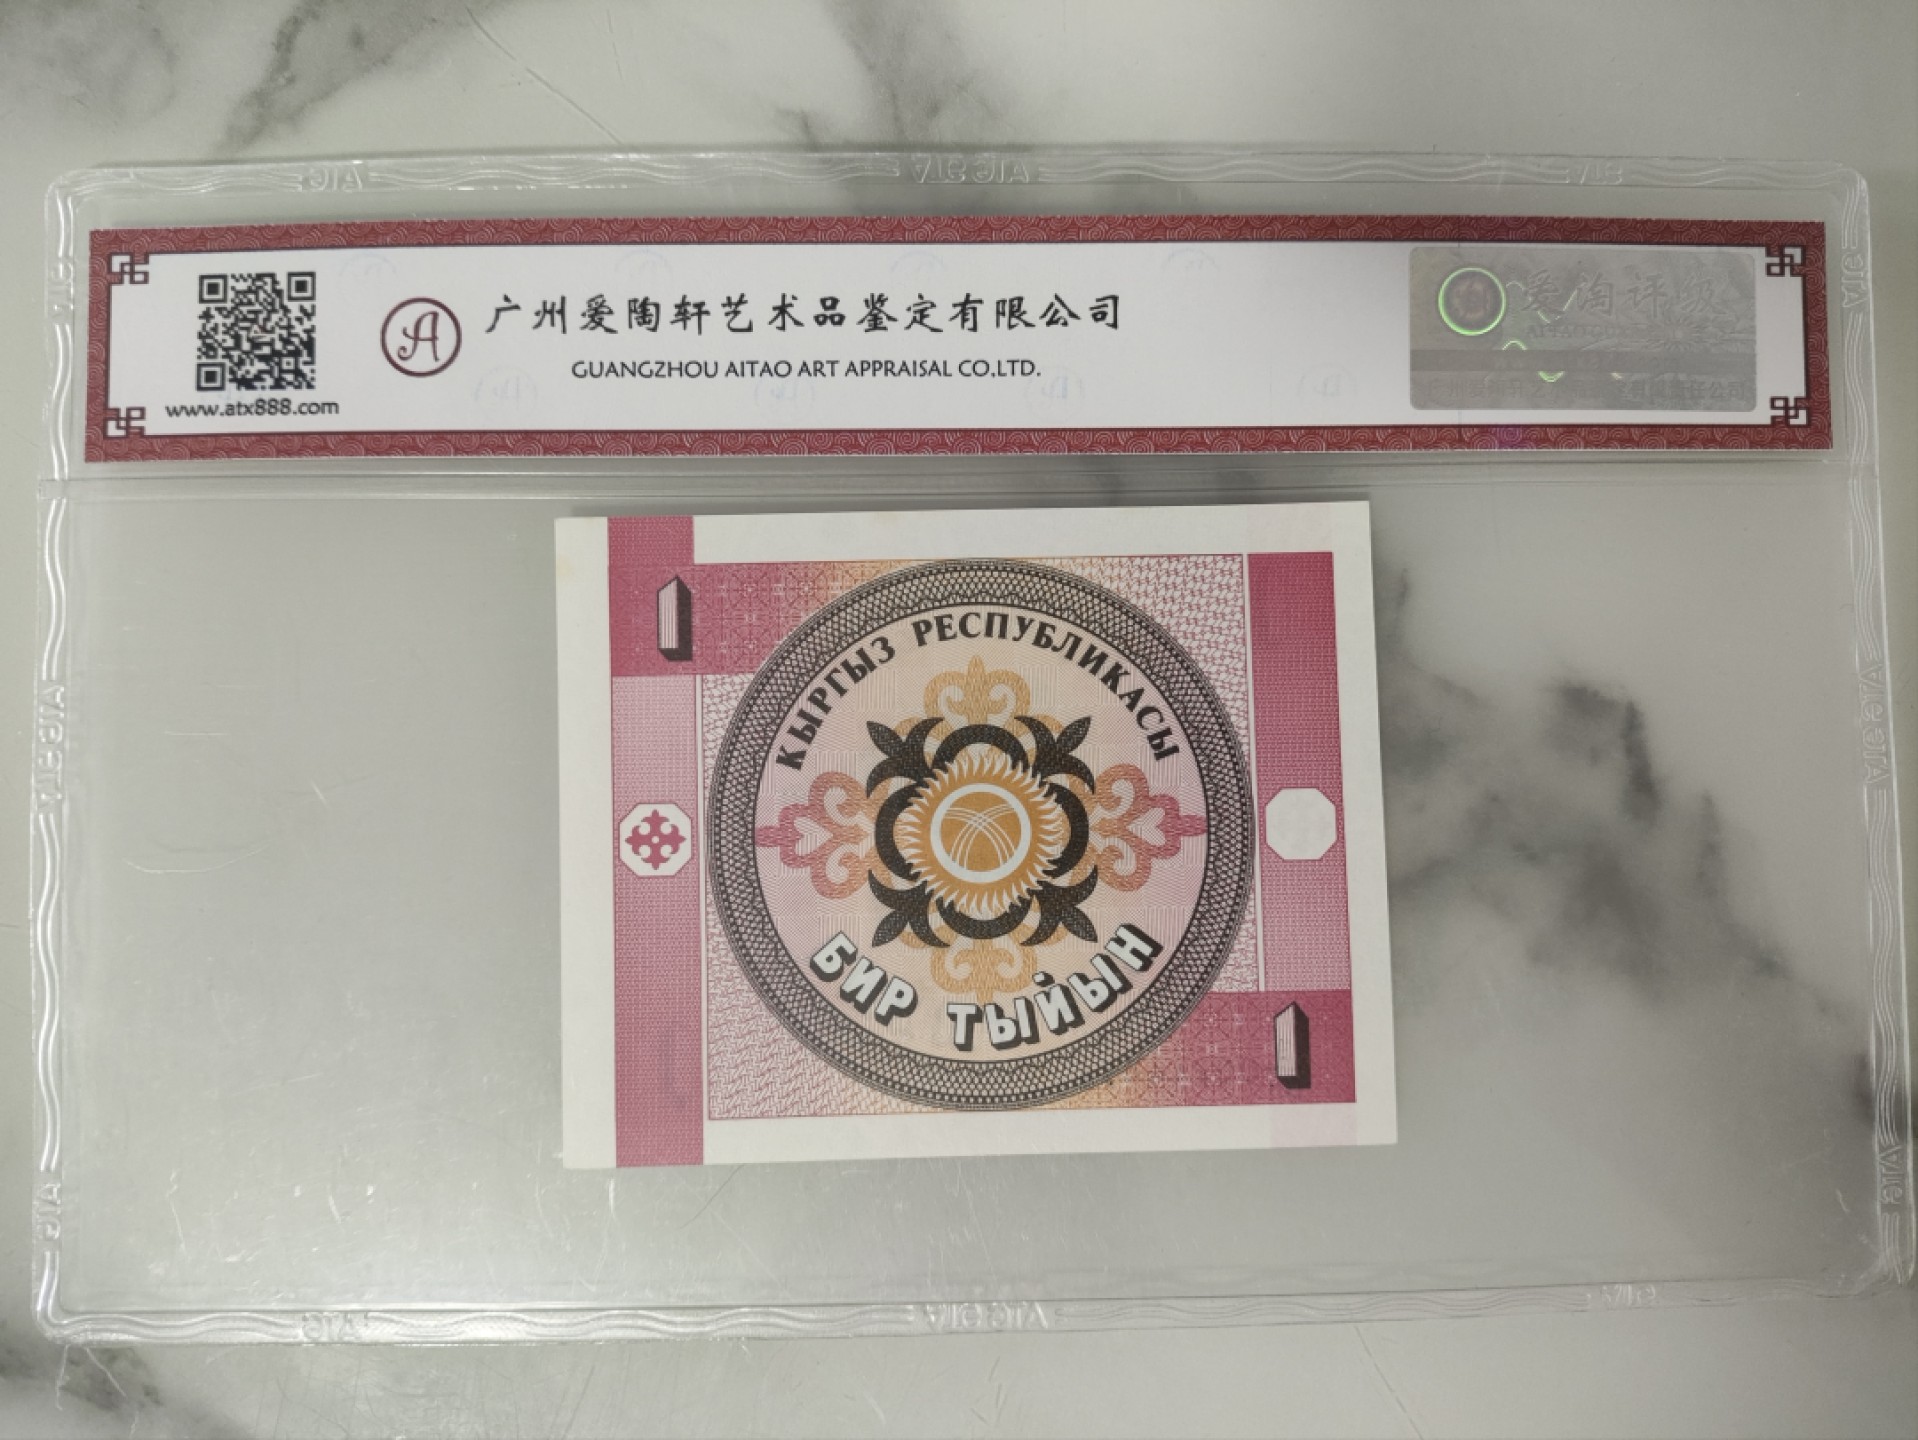 广州爱陶轩艺术品鉴定有限公司
GUANGZHOU AITAO ART APPRAISAL CO.,LTD.
www.atx888.com
A
爱淘评级
1
КЫРГЫЗ РЕСПУБЛИКАСЫ
БИР ТЫЙЫН
1